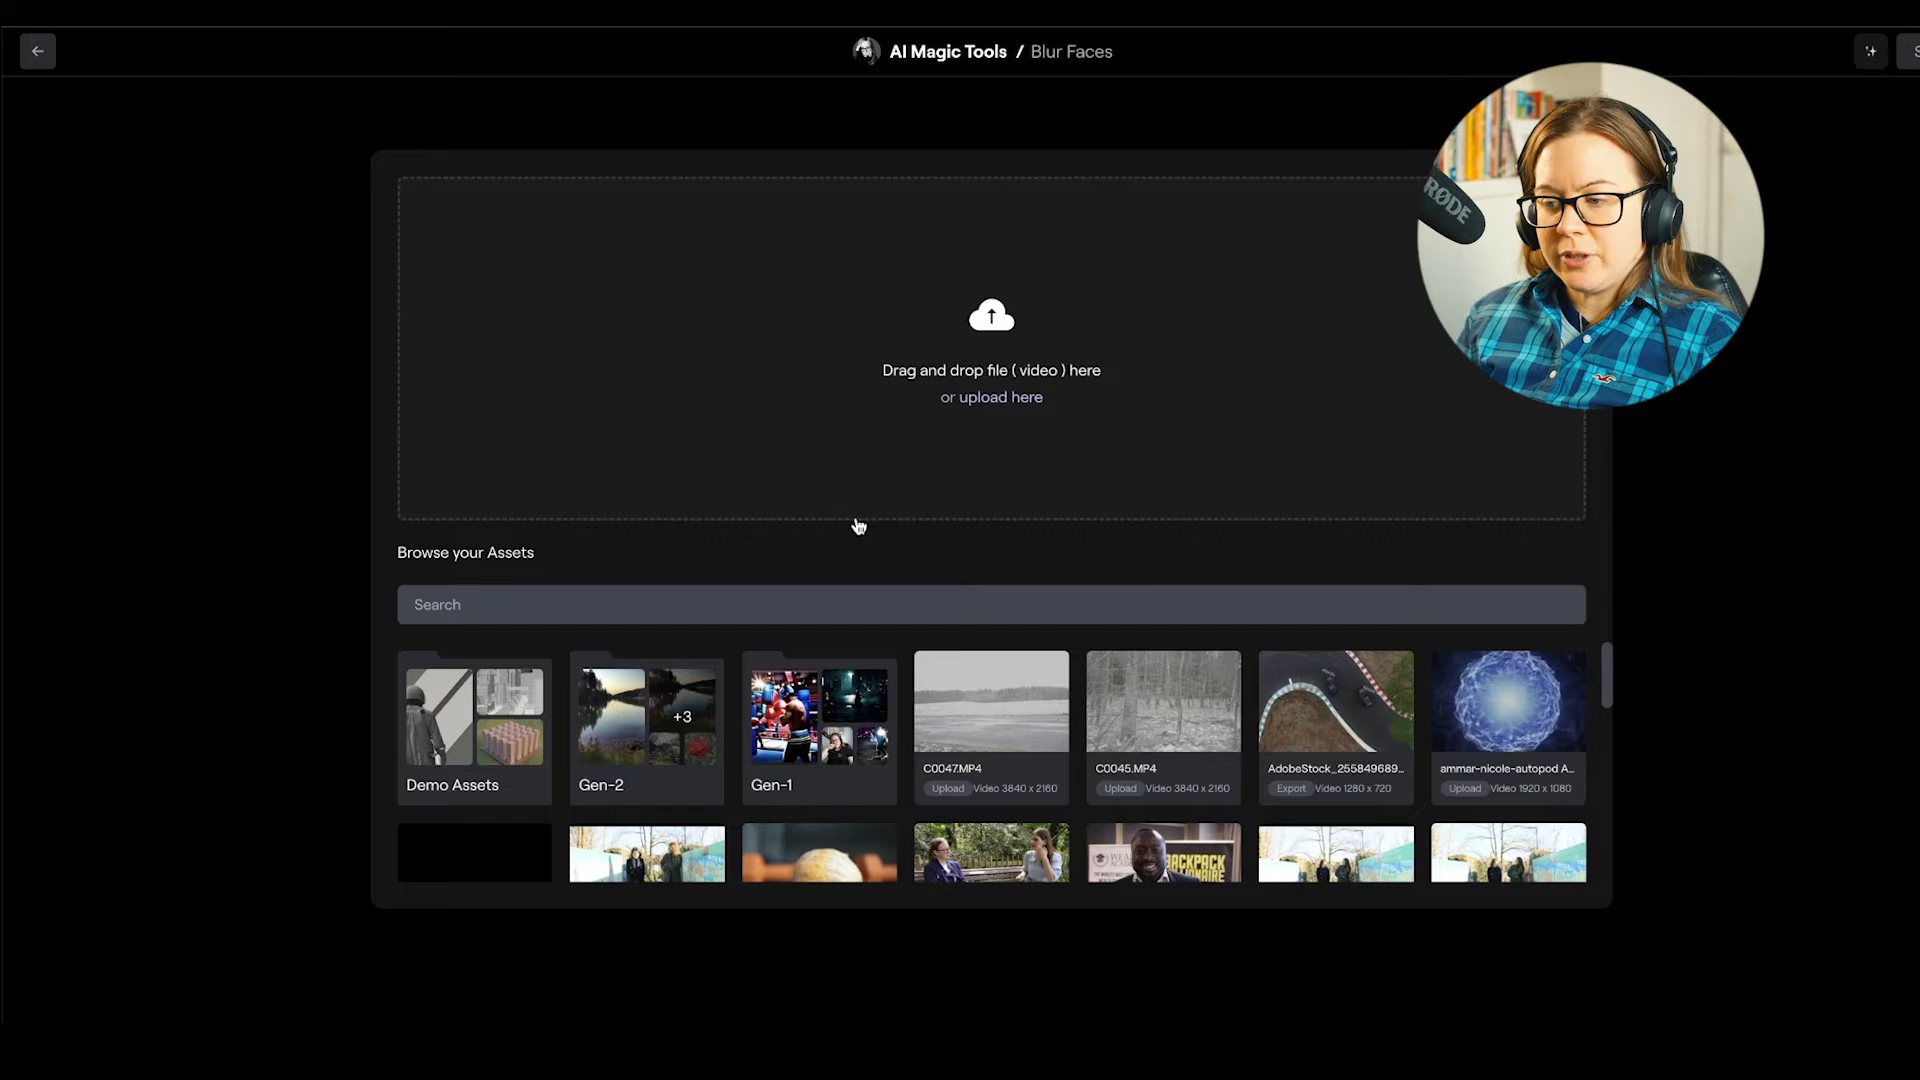 AI Magic Tools / Blur Faces
RØDE
Drag and drop file ( video ) here
or upload here
Browse your Assets
Search
+3
Demo Assets
Gen-2
Gen-1
C0047.MP4
Upload Video 3840 x 2160
C0045.MP4
Upload Video 3840 x 2160
AdobeStock_255849689...
Export Video 1280 x 720
ammar-nicole-autopod A...
Upload Video 1920 x 1080
BACKPACK